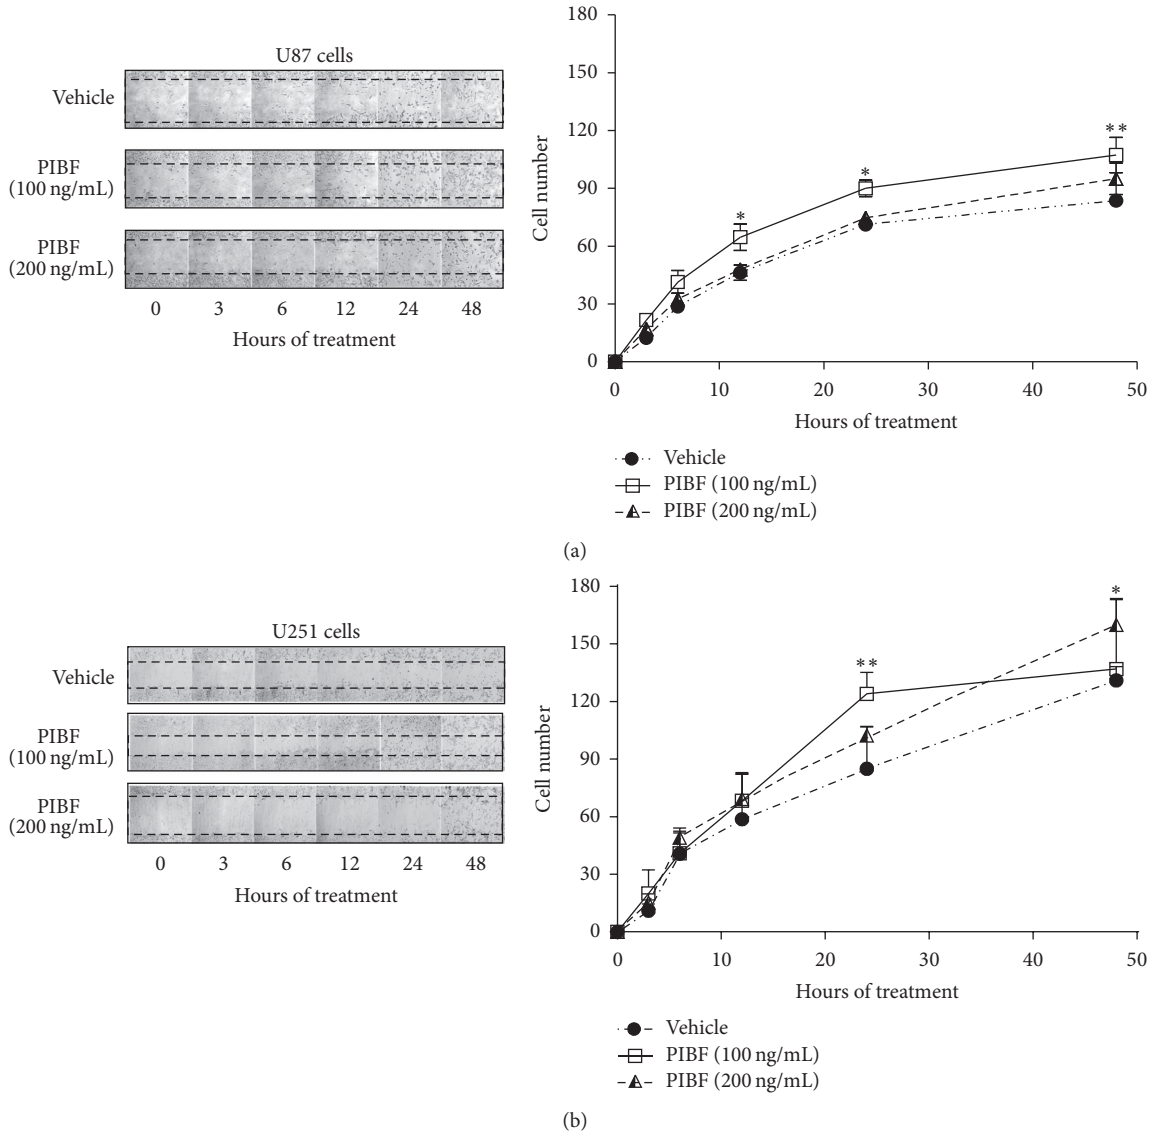 U87 cells
Vehicle
PIBF
(100 ng/mL)
PIBF
(200 ng/mL)
0 3 6 12 24 48
Hours of treatment
180
150
120
90
60
30
0
Cell number
*
*
**
0 10 20 30 40 50
Hours of treatment
Vehicle
PIBF (100 ng/mL)
PIBF (200 ng/mL)
(a)
U251 cells
Vehicle
PIBF
(100 ng/mL)
PIBF
(200 ng/mL)
0 3 6 12 24 48
Hours of treatment
180
150
120
90
60
30
0
Cell number
**
*
0 10 20 30 40 50
Hours of treatment
Vehicle
PIBF (100 ng/mL)
PIBF (200 ng/mL)
(b)